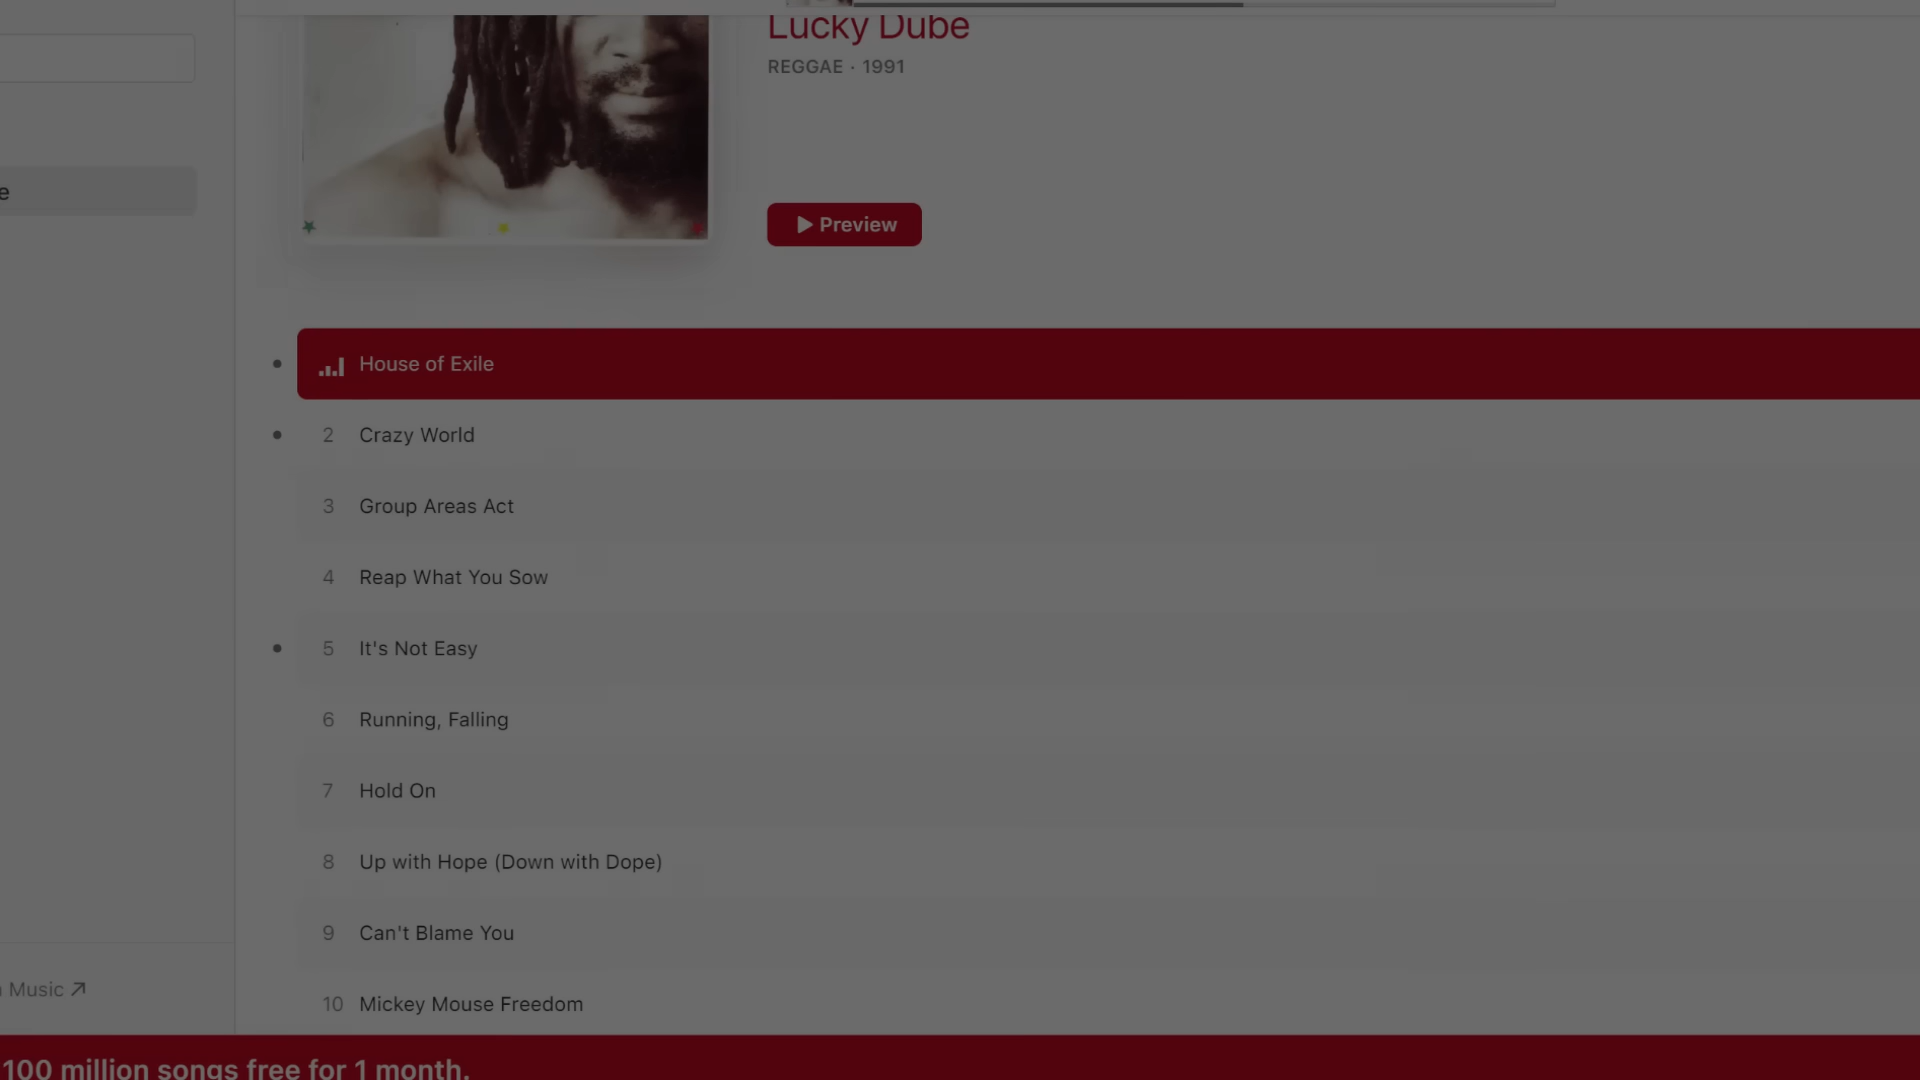 Lucky Dube
REGGAE · 1991
e
Preview
House of Exile
2 Crazy World
3 Group Areas Act
4 Reap What You Sow
5 It's Not Easy
6 Running, Falling
7 Hold On
8 Up with Hope (Down with Dope)
9 Can't Blame You
Music
10 Mickey Mouse Freedom
100 million songs free for 1 month.